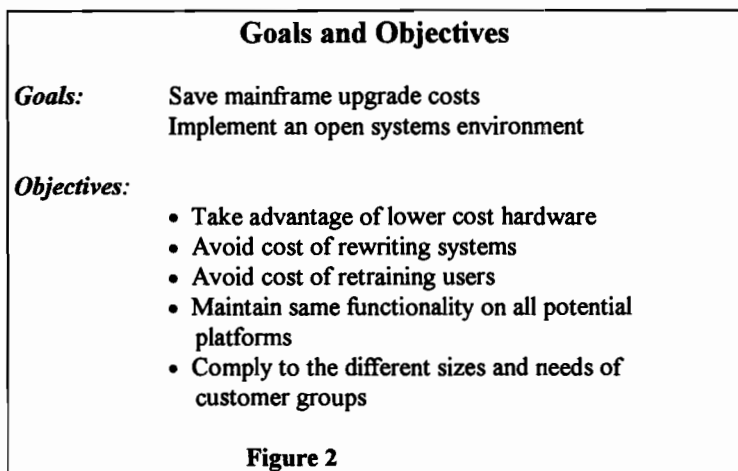 Goals and Objectives
Goals: Save mainframe upgrade costs
Implement an open systems environment
Objectives:
• Take advantage of lower cost hardware
• Avoid cost of rewriting systems
• Avoid cost of retraining users
• Maintain same functionality on all potential
platforms
• Comply to the different sizes and needs of
customer groups
Figure 2